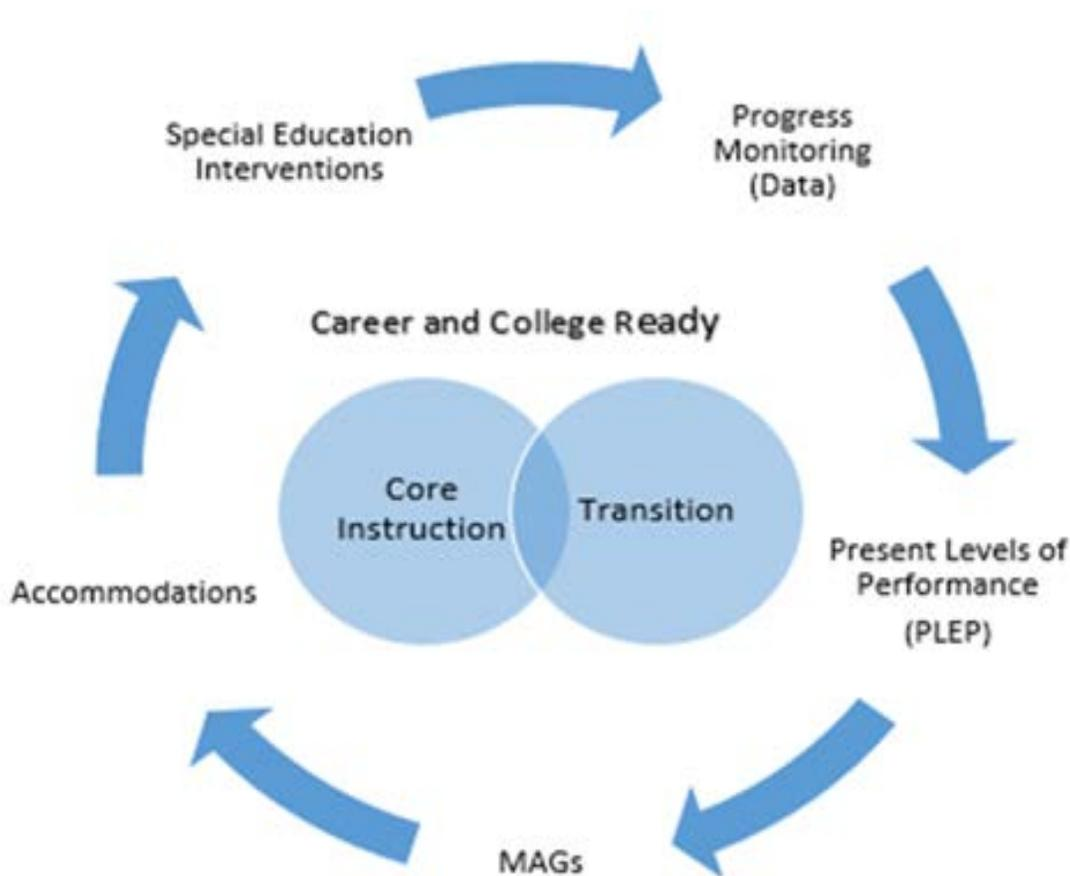 Special Education
Interventions
Progress
Monitoring
(Data)
Career and College Ready
Core
Instruction
Transition
Present Levels of
Performance
(PLEP)
Accommodations
MAGs